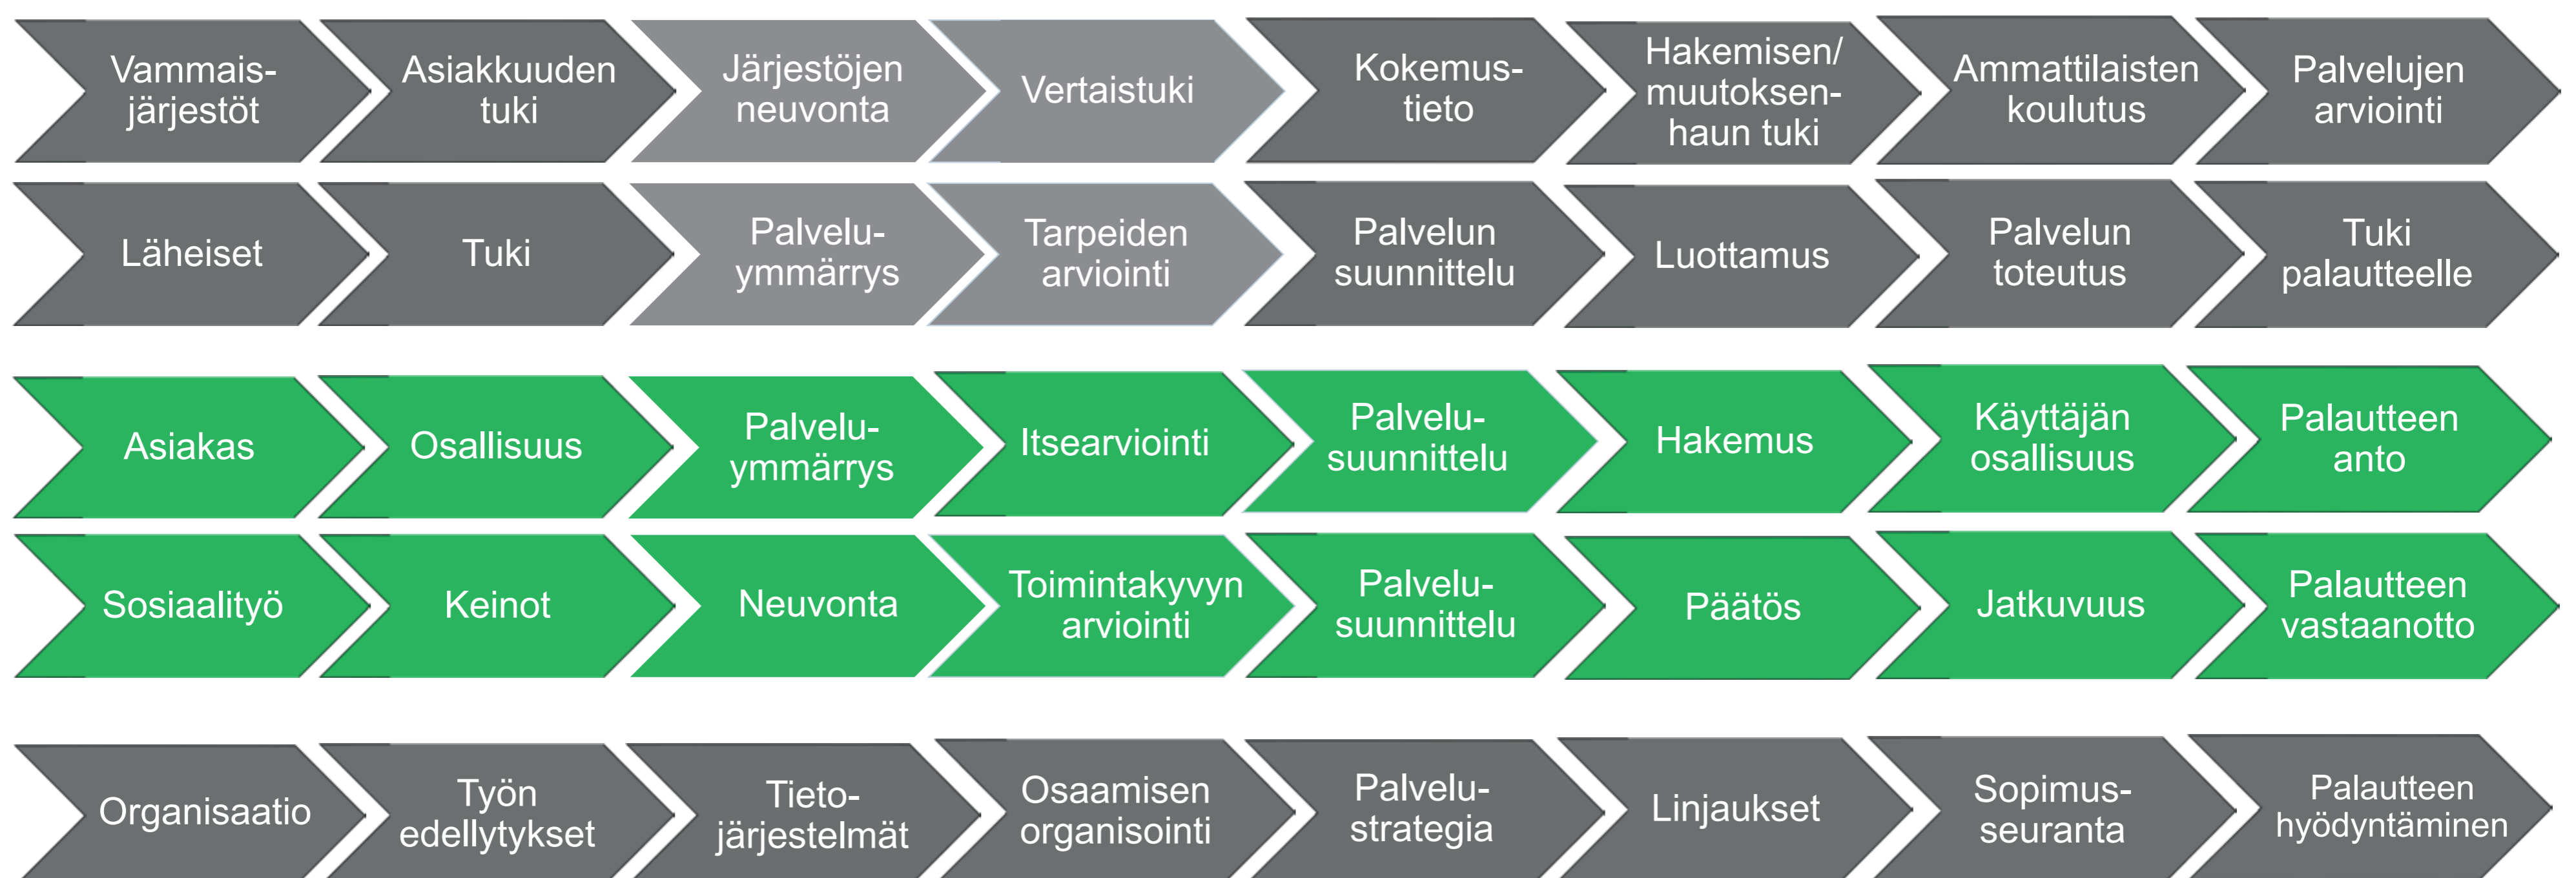 Vammais-
järjestöt
Asiakkuuden
tuki
Järjestöjen
neuvonta
Vertaistuki
Kokemus-
tieto
Hakemisen/
muutoksen-
haun tuki
Ammattilaisten
koulutus
Palvelujen
arviointi
Läheiset
Tuki
Palvelu-
ymmärrys
Tarpeiden
arviointi
Palvelun
suunnittelu
Luottamus
Palvelun
toteutus
Tuki
palautteelle
Asiakas
Osallisuus
Palvelu-
ymmärrys
Itsearviointi
Palvelu-
suunnittelu
Hakemus
Käyttäjän
osallisuus
Palautteen
anto
Sosiaalityö
Keinot
Neuvonta
Toimintakyvyn
arviointi
Palvelu-
suunnittelu
Päätös
Jatkuvuus
Palautteen
vastaanotto
Organisaatio
Työn
edellytykset
Tieto-
järjestelmät
Osaamisen
organisointi
Palvelu-
strategia
Linjaukset
Sopimus-
seuranta
Palautteen
hyödyntäminen